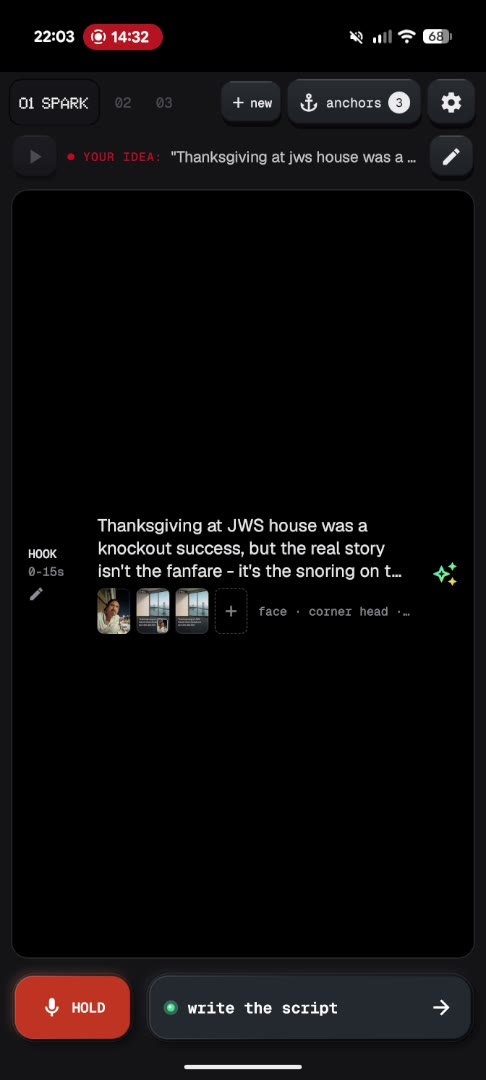 22:03 14:32 68
01 SPARK 02 03 + new anchors 3
YOUR IDEA: "Thanksgiving at jws house was a ...
Thanksgiving at JWS house was a
knockout success, but the real story
isn't the fanfare - it's the snoring on t...
HOOK
0-15s
face · corner head ·…
HOLD
write the script